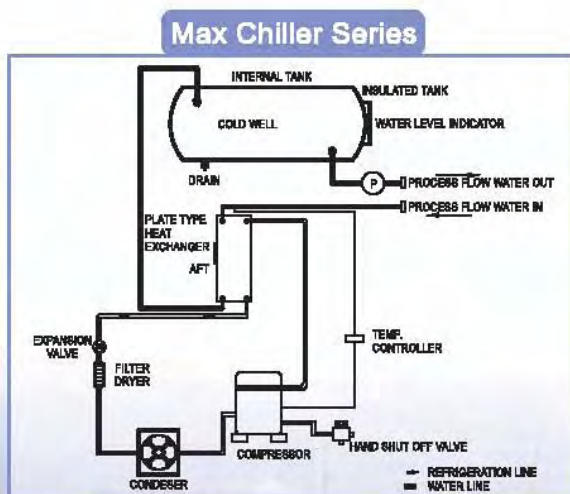 Max Chiller Series
INTERNAL TANK
INSULATED TANK
COLD WELL
WATER LEVEL INDICATOR
DRAIN
P
PROCESS FLOW WATER OUT
PROCESS FLOW WATER IN
PLATE TYPE
HEAT
EXCHANGER
AFT
EXPANSION
VALVE
TEMP.
CONTROLLER
FILTER
DRYER
HAND SHUT OFF VALVE
COMPRESSOR
CONDESER
REFRIGERATION LINE
WATER LINE